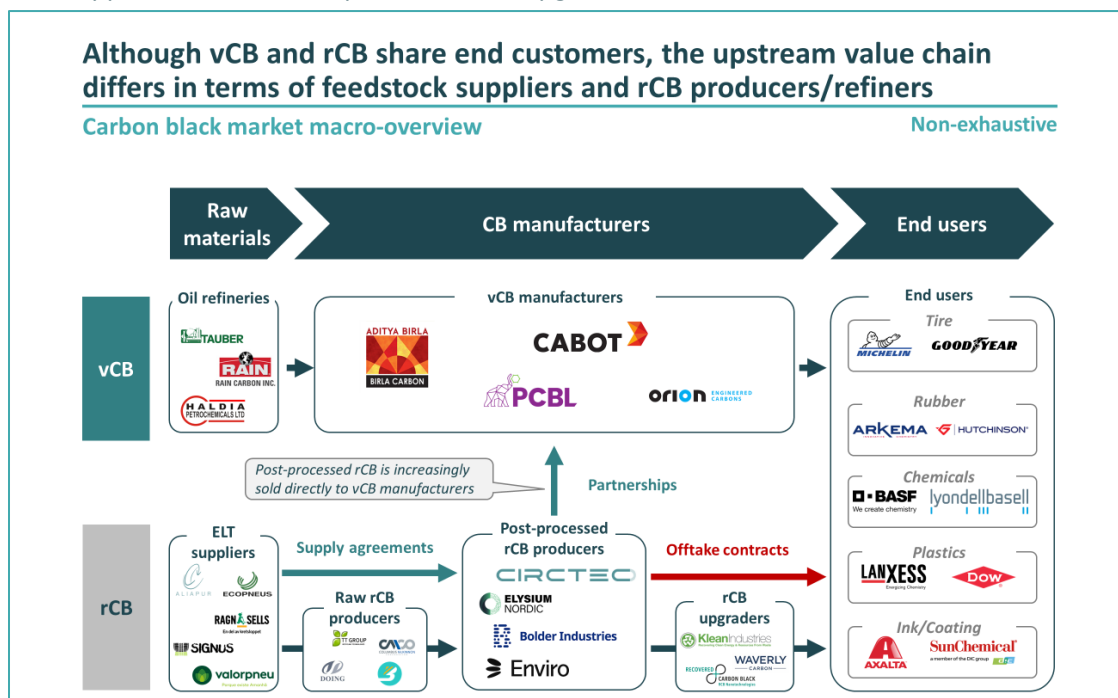 Although vCB and rCB share end customers, the upstream value chain
differs in terms of feedstock suppliers and rCB producers/refiners
Carbon black market macro-overview
Non-exhaustive
Raw
materials
CB manufacturers
End users
vCB
Oil refineries
TAUBER
RAIN
RAIN CARBON INC.
HALDIA
PETROCHEMICALS LTD
vCB manufacturers
ADITYA BIRLA
BIRLA CARBON
CABOT
PCBL
ORION ENGINEERED
CARBONS
End users
Tire
MICHELIN
GOODYEAR
Rubber
ARKEMA
HUTCHINSON
Chemicals
BASF
We create chemistry
lyondellbasell
Plastics
LANXESS
Energizing Chemistry
DOW
Ink/Coating
AXALTA
SunChemical
a member of the DIC group
Post-processed rCB is increasingly
sold directly to vCB manufacturers
Partnerships
rCB
ELT
suppliers
ALIAPUR
ECOPNEUS
RAGN SELLS
SIGNUS
valorpneu
Supply agreements
Raw rCB
producers
TT GROUP
DOING
Post-processed
rCB producers
CIRCTEC
ELYSIUM
NORDIC
Bolder Industries
Enviro
Offtake contracts
rCB
upgraders
KleanIndustries
WAVERLY
CARBON
RECOVERED
CARBON BLACK